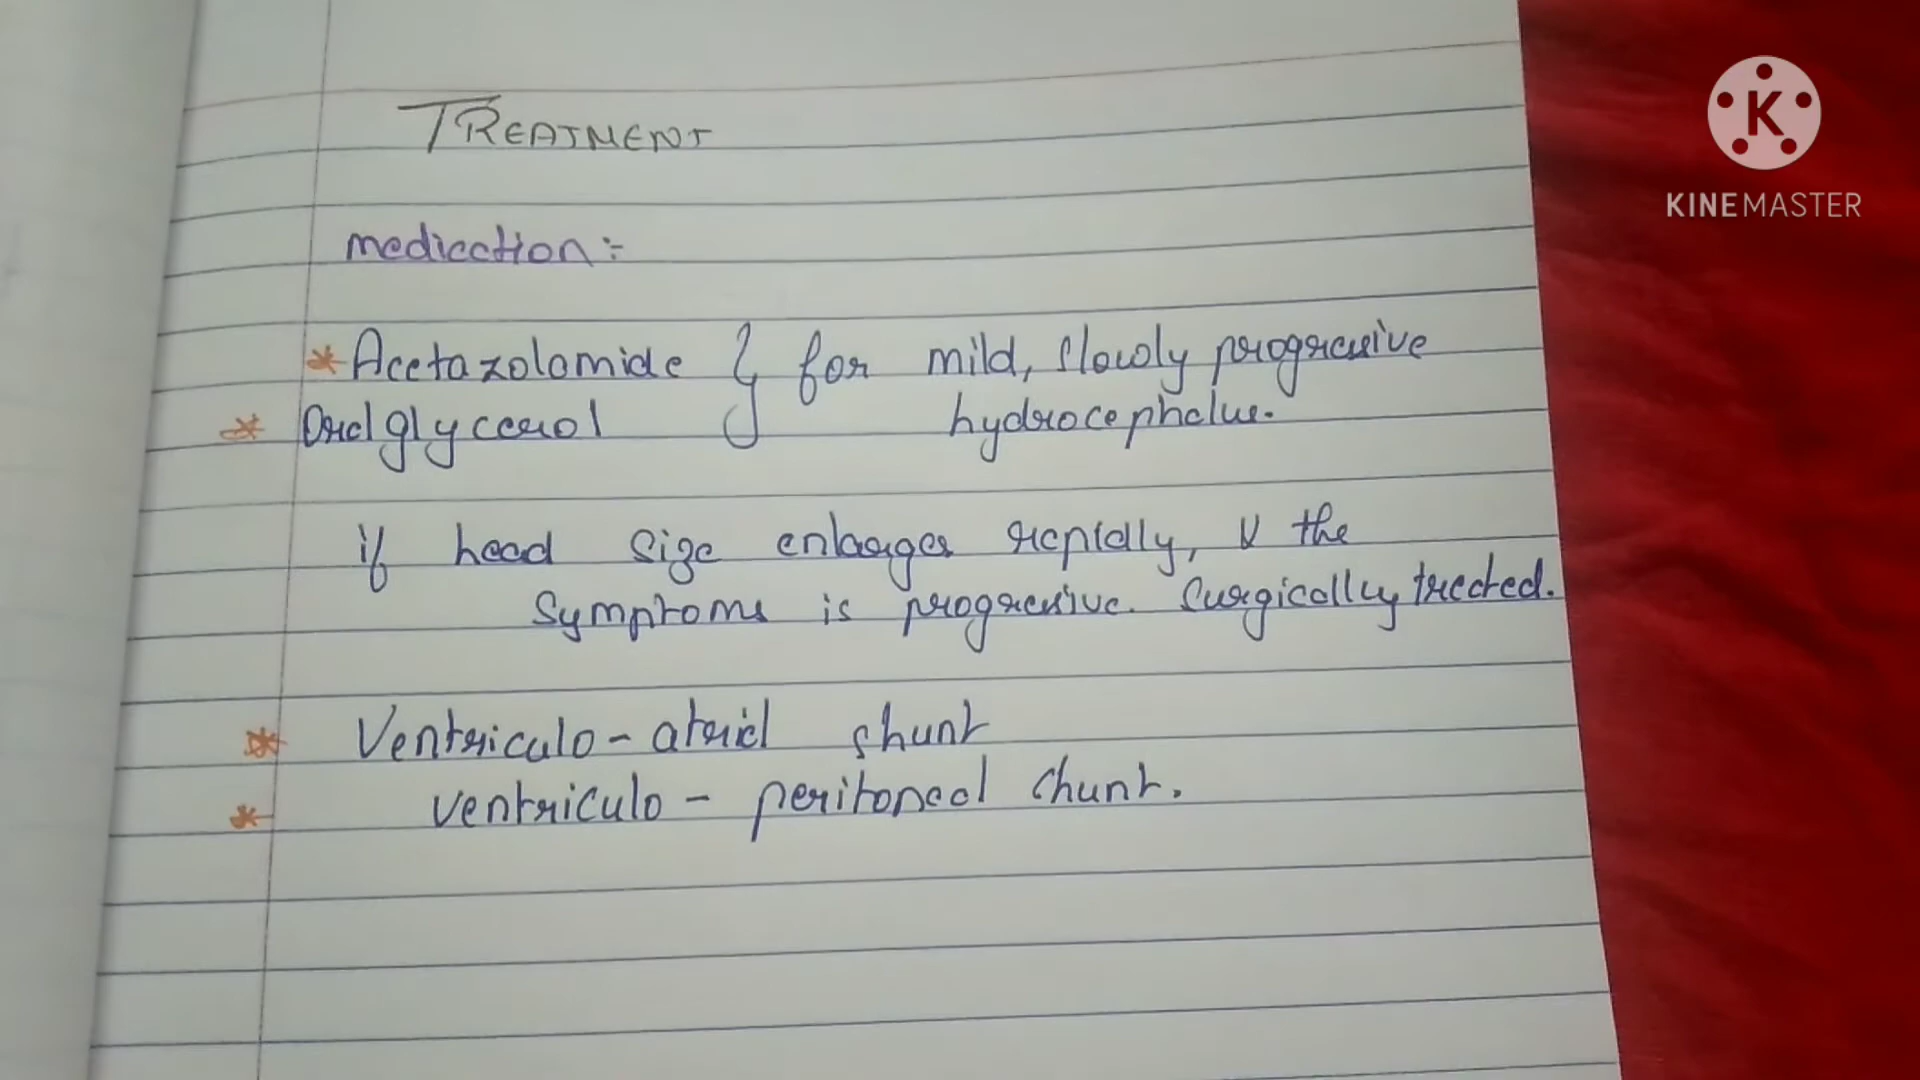 TREATMENT
K
KINEMASTER
medication :-
* Acetazolamide } for mild, slowly progressive
* Oral glycerol hydrocephalus.
if head size enlarges rapidly, & the
symptoms is progressive. Surgically treated.
* Ventriculo - atrial shunt
* ventriculo - peritoneal shunt.